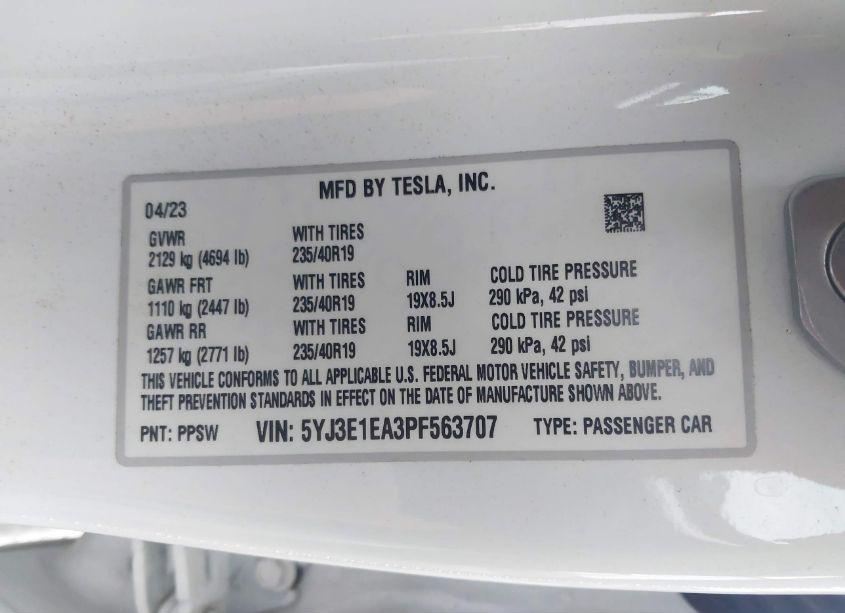 MFD BY TESLA, INC.
04/23
GVWR WITH TIRES
2129 kg (4694 lb) 235/40R19
GAWR FRT WITH TIRES RIM COLD TIRE PRESSURE
1110 kg (2447 lb) 235/40R19 19X8.5J 290 kPa, 42 psi
GAWR RR WITH TIRES RIM COLD TIRE PRESSURE
1257 kg (2771 lb) 235/40R19 19X8.5J 290 kPa, 42 psi
THIS VEHICLE CONFORMS TO ALL APPLICABLE U.S. FEDERAL MOTOR VEHICLE SAFETY, BUMPER, AND
THEFT PREVENTION STANDARDS IN EFFECT ON THE DATE OF MANUFACTURE SHOWN ABOVE.
PNT: PPSW VIN: 5YJ3E1EA3PF563707 TYPE: PASSENGER CAR